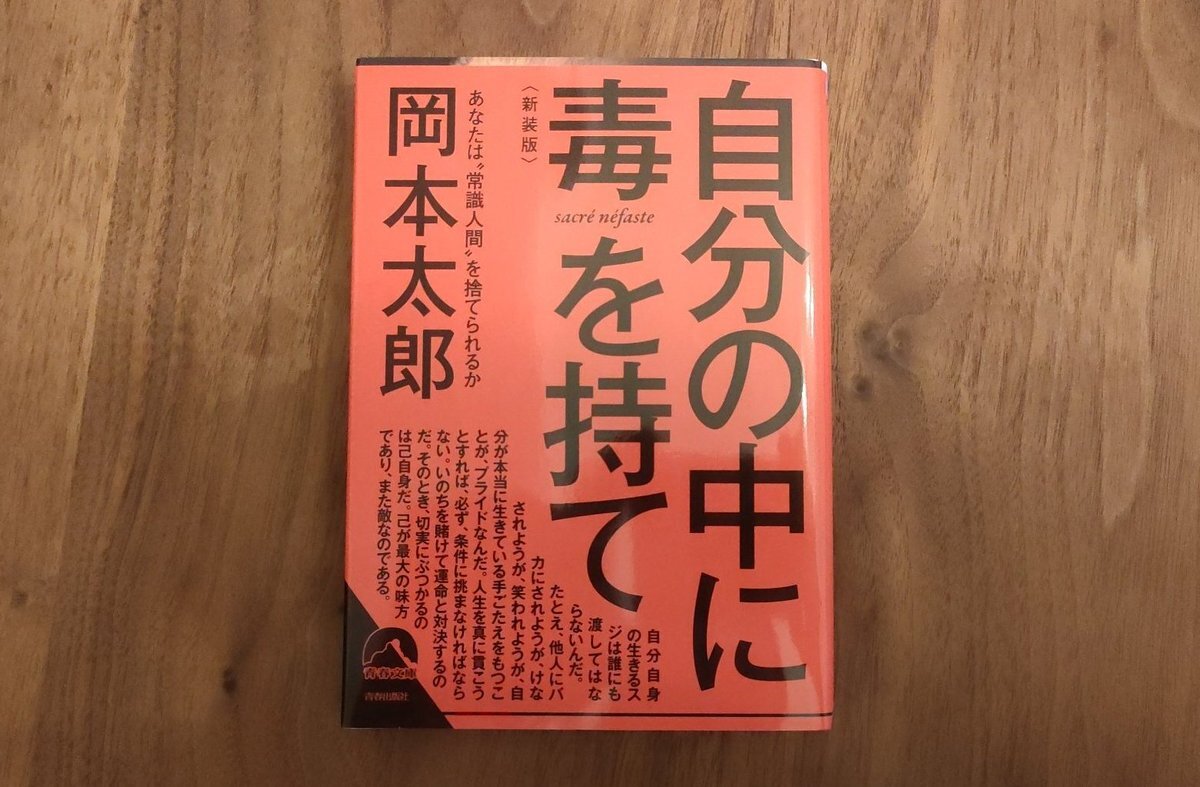 自分の中に
毒を持て
sacré néfaste
〈新装版〉
あなたは〝常識人間〟を捨てられるか
岡本太郎
自分自身
の生きるス
ジは誰にも
渡してはな
らないんだ。
たとえ、他人にバ
カにされようが、けな
されようが、笑われようが、自
分が本当に生きている手ごたえをもつこ
とが、プライドなんだ。人生を真に貫こう
とすれば、必ず、条件に挑まなければなら
ない。いのちを賭けて運命と対決するの
だ。そのとき、切実にぶつかるの
は己自身だ。己が最大の味方
であり、また敵なのである。
青春文庫
青春出版社